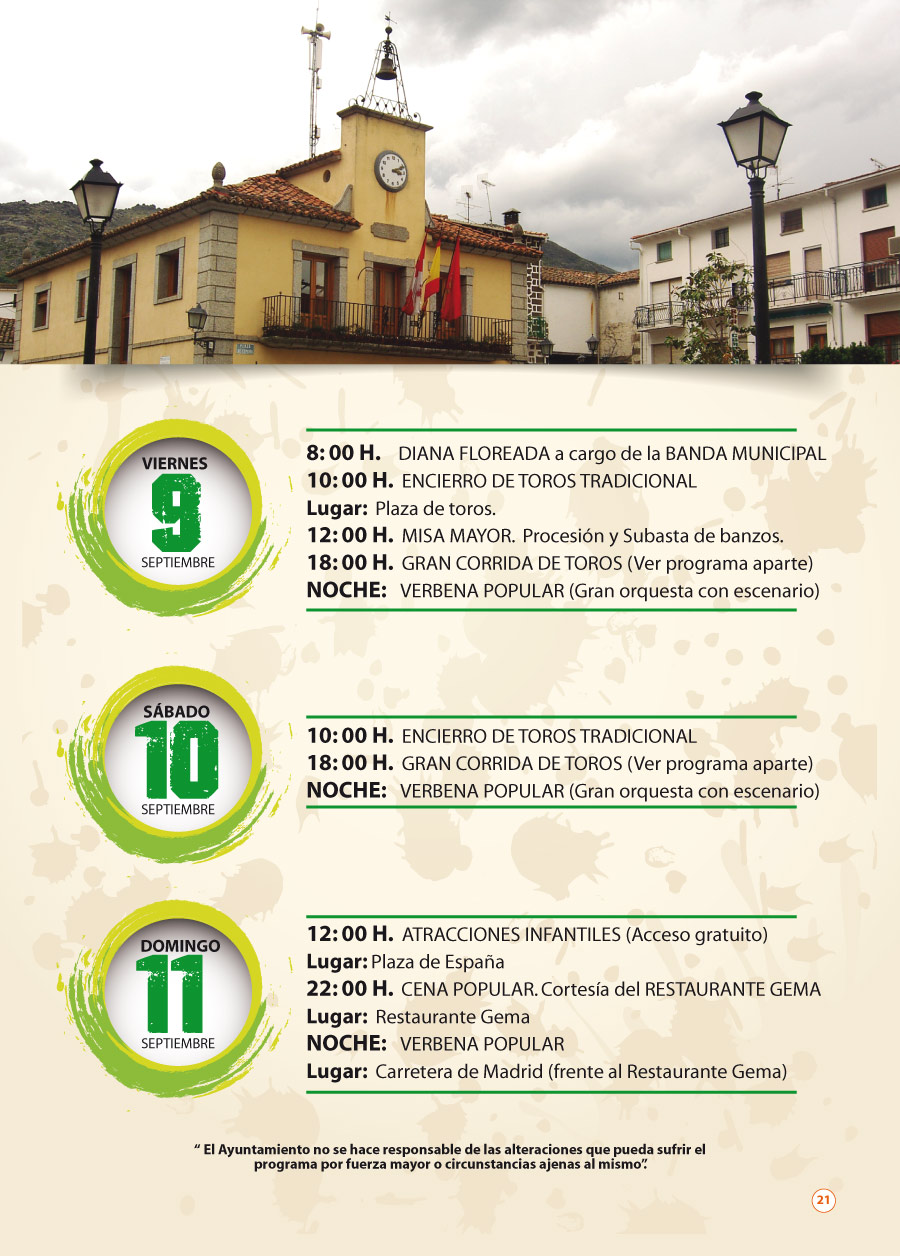 VIERNES
9
SEPTIEMBRE
8:00 H. DIANA FLOREADA a cargo de la BANDA MUNICIPAL
10:00 H. ENCIERRO DE TOROS TRADICIONAL
Lugar: Plaza de toros.
12:00 H. MISA MAYOR. Procesión y Subasta de banzos.
18:00 H. GRAN CORRIDA DE TOROS (Ver programa aparte)
NOCHE: VERBENA POPULAR (Gran orquesta con escenario)
SÁBADO
10
SEPTIEMBRE
10:00 H. ENCIERRO DE TOROS TRADICIONAL
18:00 H. GRAN CORRIDA DE TOROS (Ver programa aparte)
NOCHE: VERBENA POPULAR (Gran orquesta con escenario)
DOMINGO
11
SEPTIEMBRE
12:00 H. ATRACCIONES INFANTILES (Acceso gratuito)
Lugar: Plaza de España
22:00 H. CENA POPULAR. Cortesía del RESTAURANTE GEMA
Lugar: Restaurante Gema
NOCHE: VERBENA POPULAR
Lugar: Carretera de Madrid (frente al Restaurante Gema)
“ El Ayuntamiento no se hace responsable de las alteraciones que pueda sufrir el
programa por fuerza mayor o circunstancias ajenas al mismo”.
21